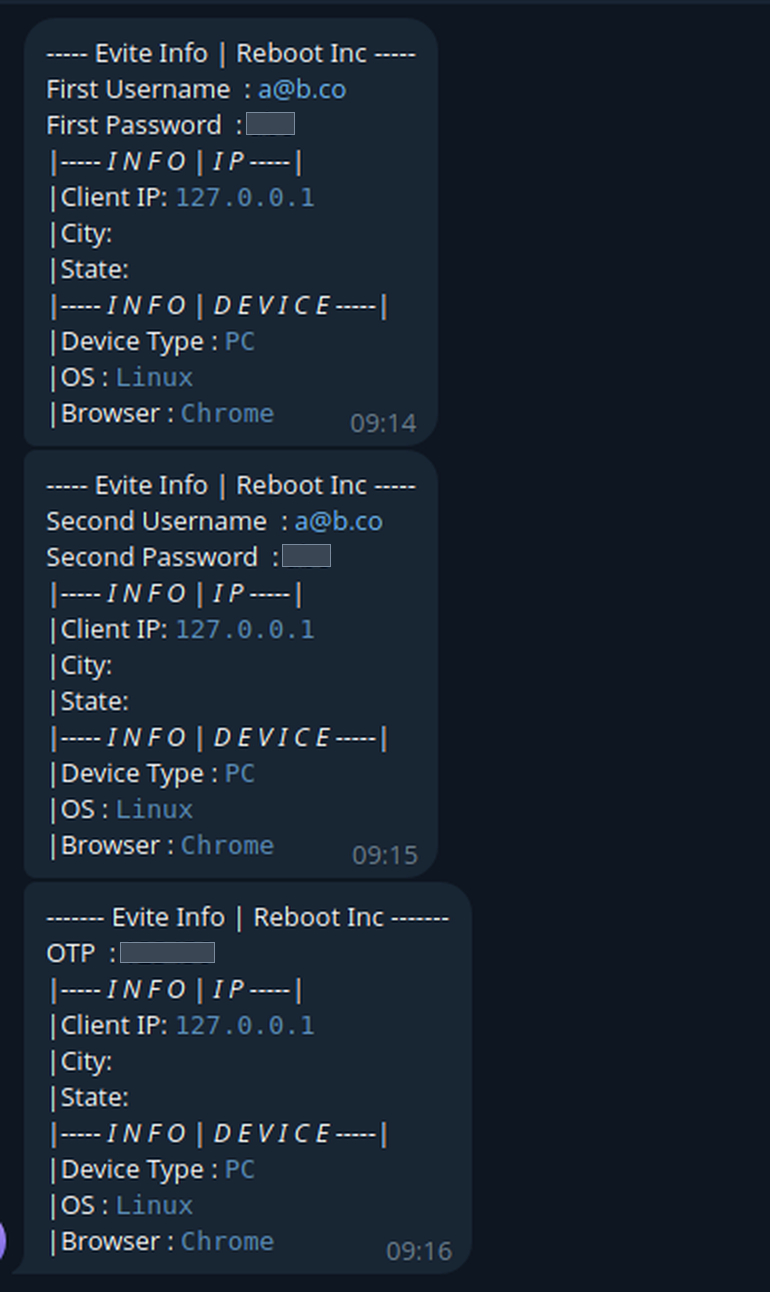 ----- Evite Info | Reboot Inc -----
First Username  : a@b.co
First Password  :
|----- I N F O | I P -----|
|Client IP: 127.0.0.1
|City:
|State:
|----- I N F O | D E V I C E -----|
|Device Type : PC
|OS : Linux
|Browser : Chrome
09:14
----- Evite Info | Reboot Inc -----
Second Username  : a@b.co
Second Password  :
|----- I N F O | I P -----|
|Client IP: 127.0.0.1
|City:
|State:
|----- I N F O | D E V I C E -----|
|Device Type : PC
|OS : Linux
|Browser : Chrome
09:15
------- Evite Info | Reboot Inc -------
OTP  :
|----- I N F O | I P -----|
|Client IP: 127.0.0.1
|City:
|State:
|----- I N F O | D E V I C E -----|
|Device Type : PC
|OS : Linux
|Browser : Chrome
09:16